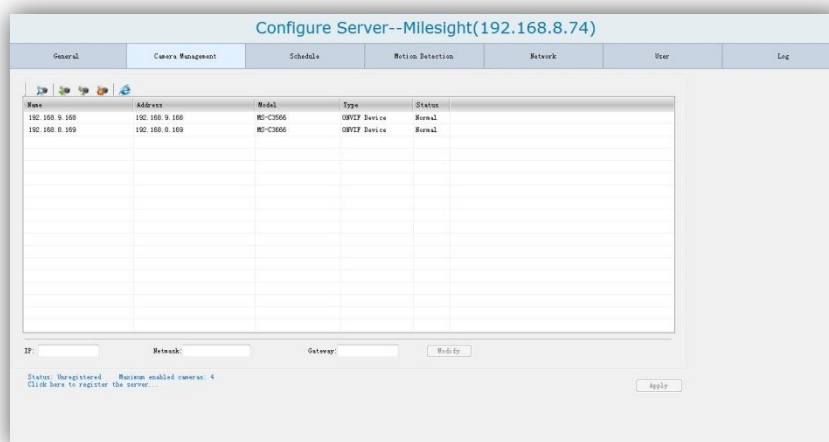 Configure Server--Milesight(192.168.8.74)
General Camera Management Schedule Motion Detection Network User Log
Name Address Model Type Status
192.168.9.168 192.168.9.168 MS-C3566 ONVIF Device Normal
192.168.8.169 192.168.8.169 MS-C3666 ONVIF Device Normal
IP: Netmask: Gateway: Modify
Status: Unregistered Maximum enabled cameras: 4
Click here to register the server...
Apply